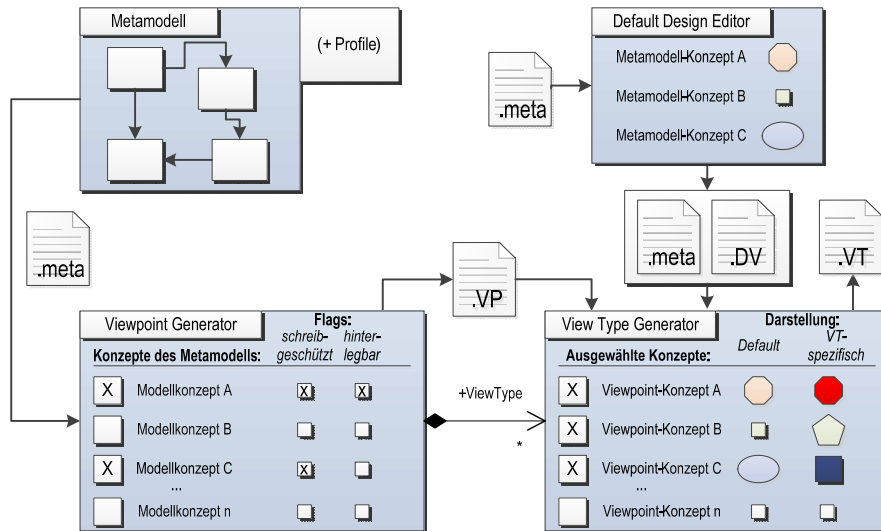 Metamodell
(+ Profile)
.meta
Default Design Editor
Metamodell-Konzept A
Metamodell-Konzept B
Metamodell-Konzept C
.meta
.meta
.DV
.VT
.VP
Viewpoint Generator
Flags:
schreib-
geschützt
hinter-
legbar
Konzepte des Metamodells:
X Modellkonzept A X X
Modellkonzept B
X Modellkonzept C X
...
Modellkonzept n
+ViewType
*
View Type Generator
Darstellung:
Default
VT-
spezifisch
Ausgewählte Konzepte:
X Viewpoint-Konzept A
X Viewpoint-Konzept B
X Viewpoint-Konzept C
...
Viewpoint-Konzept n